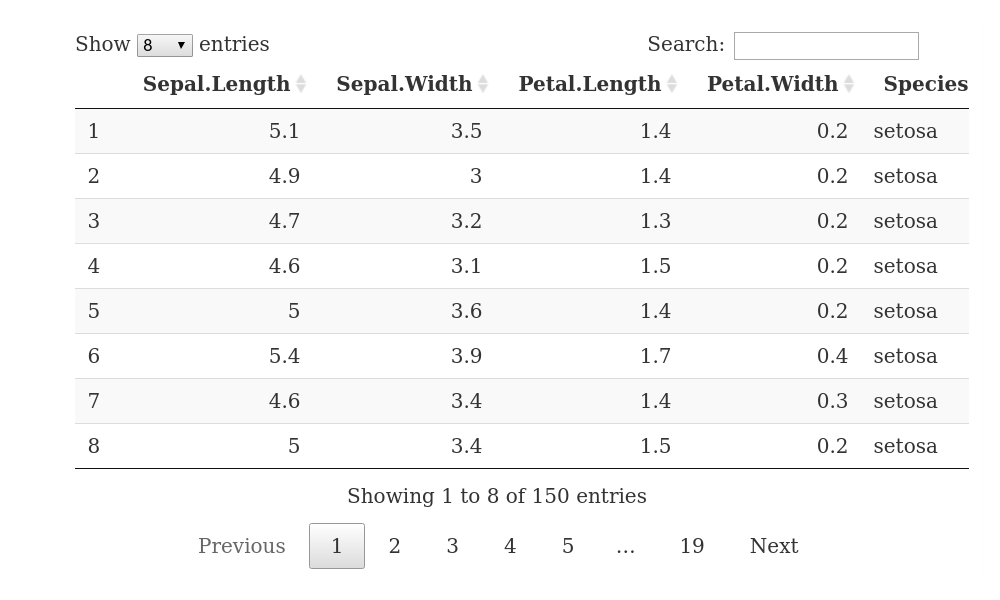 Show 8 entries Search:
Sepal.Length Sepal.Width Petal.Length Petal.Width Species
1 5.1 3.5 1.4 0.2 setosa
2 4.9 3 1.4 0.2 setosa
3 4.7 3.2 1.3 0.2 setosa
4 4.6 3.1 1.5 0.2 setosa
5 5 3.6 1.4 0.2 setosa
6 5.4 3.9 1.7 0.4 setosa
7 4.6 3.4 1.4 0.3 setosa
8 5 3.4 1.5 0.2 setosa
Showing 1 to 8 of 150 entries
Previous 1 2 3 4 5 … 19 Next